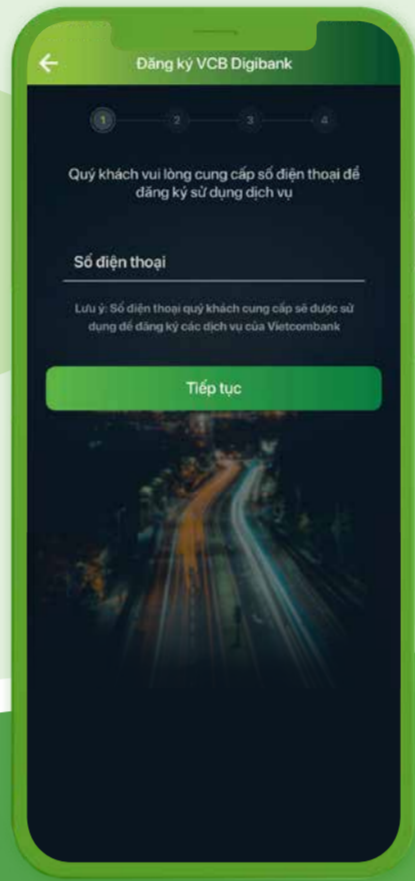 Đăng ký VCB Digibank
1 2 3 4
Quý khách vui lòng cung cấp số điện thoại để
đăng ký sử dụng dịch vụ
Số điện thoại
Lưu ý: Số điện thoại quý khách cung cấp sẽ được sử
dụng để đăng ký các dịch vụ của Vietcombank
Tiếp tục